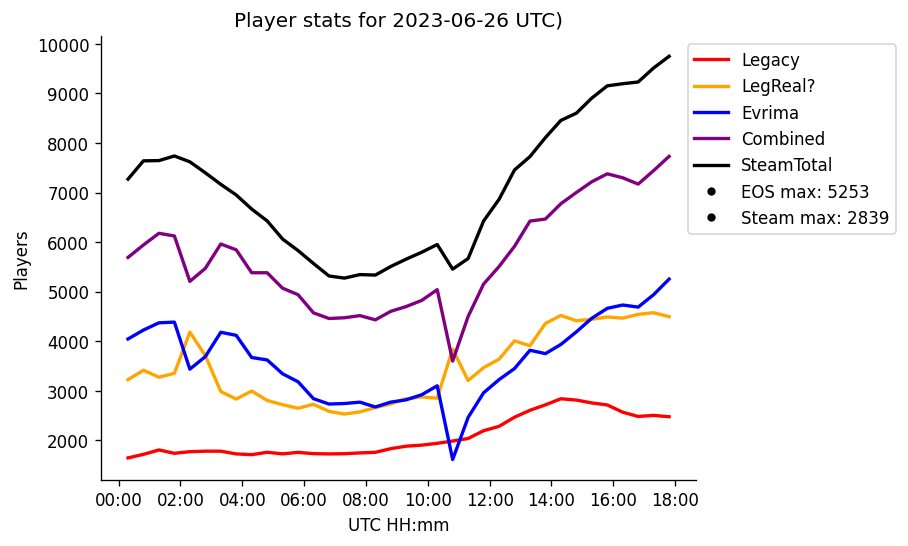 Player stats for 2023-06-26 UTC)
10000
9000
8000
7000
6000
5000
4000
3000
2000
Players
00:00 02:00 04:00 06:00 08:00 10:00 12:00 14:00 16:00 18:00
UTC HH:mm
Legacy
LegReal?
Evrima
Combined
SteamTotal
EOS max: 5253
Steam max: 2839